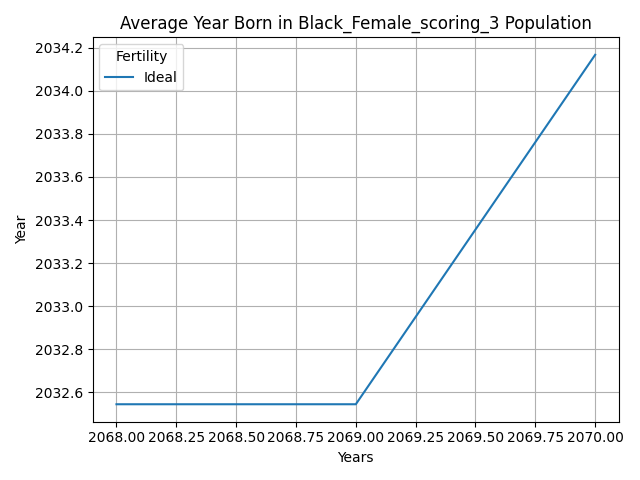 Average Year Born in Black_Female_scoring_3 Population
Fertility
Ideal
2034.2
2034.0
2033.8
2033.6
2033.4
2033.2
2033.0
2032.8
2032.6
Year
2068.00 2068.25 2068.50 2068.75 2069.00 2069.25 2069.50 2069.75 2070.00
Years